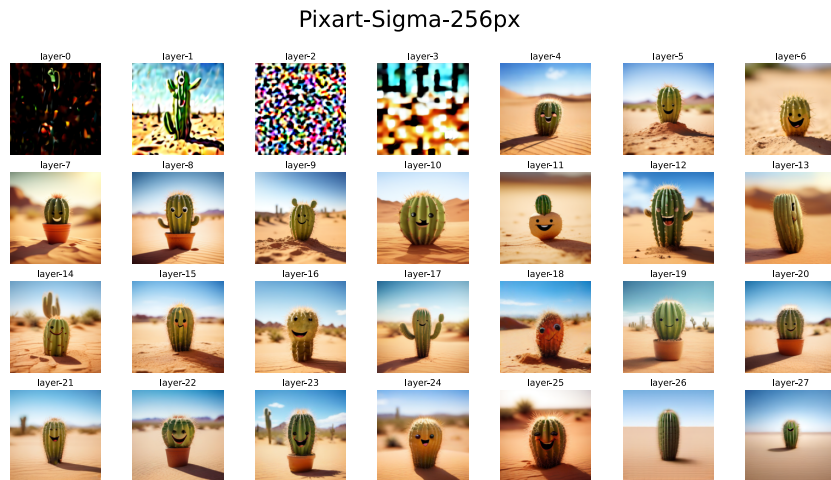 Pixart-Sigma-256px
layer-0 layer-1 layer-2 layer-3 layer-4 layer-5 layer-6
layer-7 layer-8 layer-9 layer-10 layer-11 layer-12 layer-13
layer-14 layer-15 layer-16 layer-17 layer-18 layer-19 layer-20
layer-21 layer-22 layer-23 layer-24 layer-25 layer-26 layer-27